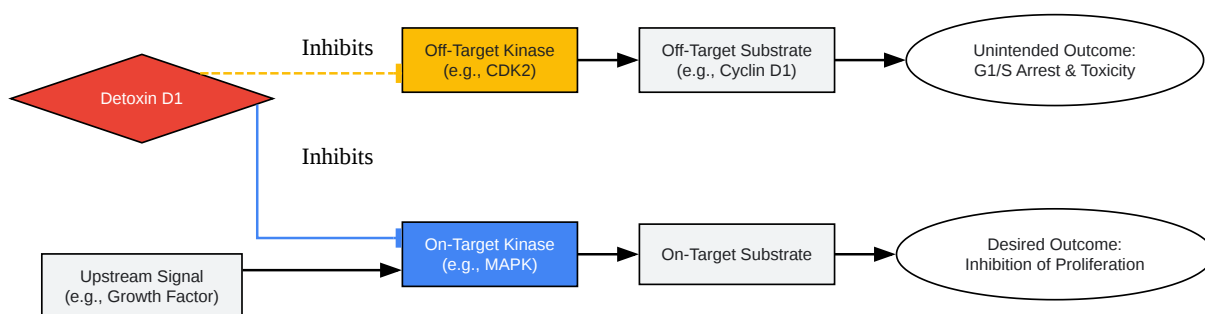 Inhibits
Off-Target Kinase
(e.g., CDK2)
Off-Target Substrate
(e.g., Cyclin D1)
Unintended Outcome:
G1/S Arrest & Toxicity
Detoxin D1
Inhibits
On-Target Kinase
(e.g., MAPK)
On-Target Substrate
Desired Outcome:
Inhibition of Proliferation
Upstream Signal
(e.g., Growth Factor)